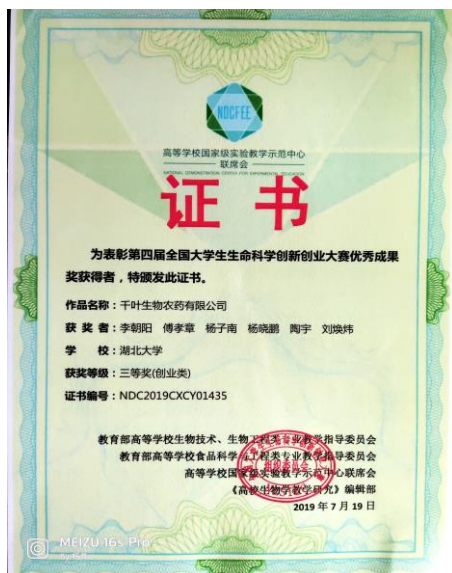 NDCFEE
高等学校国家级实验教学示范中心
联席会
NATIONAL DEMONSTRATION CENTER FOR EXPERIMENTAL EDUCATION
证书
为表彰第四届全国大学生生命科学创新创业大赛优秀成果
奖获得者，特颁发此证书。
作品名称：千叶生物农药有限公司
获 奖 者：李朝阳 傅孝章 杨子南 杨晓鹏 陶宇 刘焕炜
学 校：湖北大学
获奖等级：三等奖(创业类)
证书编号：NDC2019CXCY01435
教育部高等学校生物技术、生物工程类专业教学指导委员会
教育部高等学校食品科学与工程类专业教学指导委员会
高等学校国家级实验教学示范中心联席会
《高校生物学教学研究》编辑部
2019 年 7 月 19 日
MEIZU 16s Pro